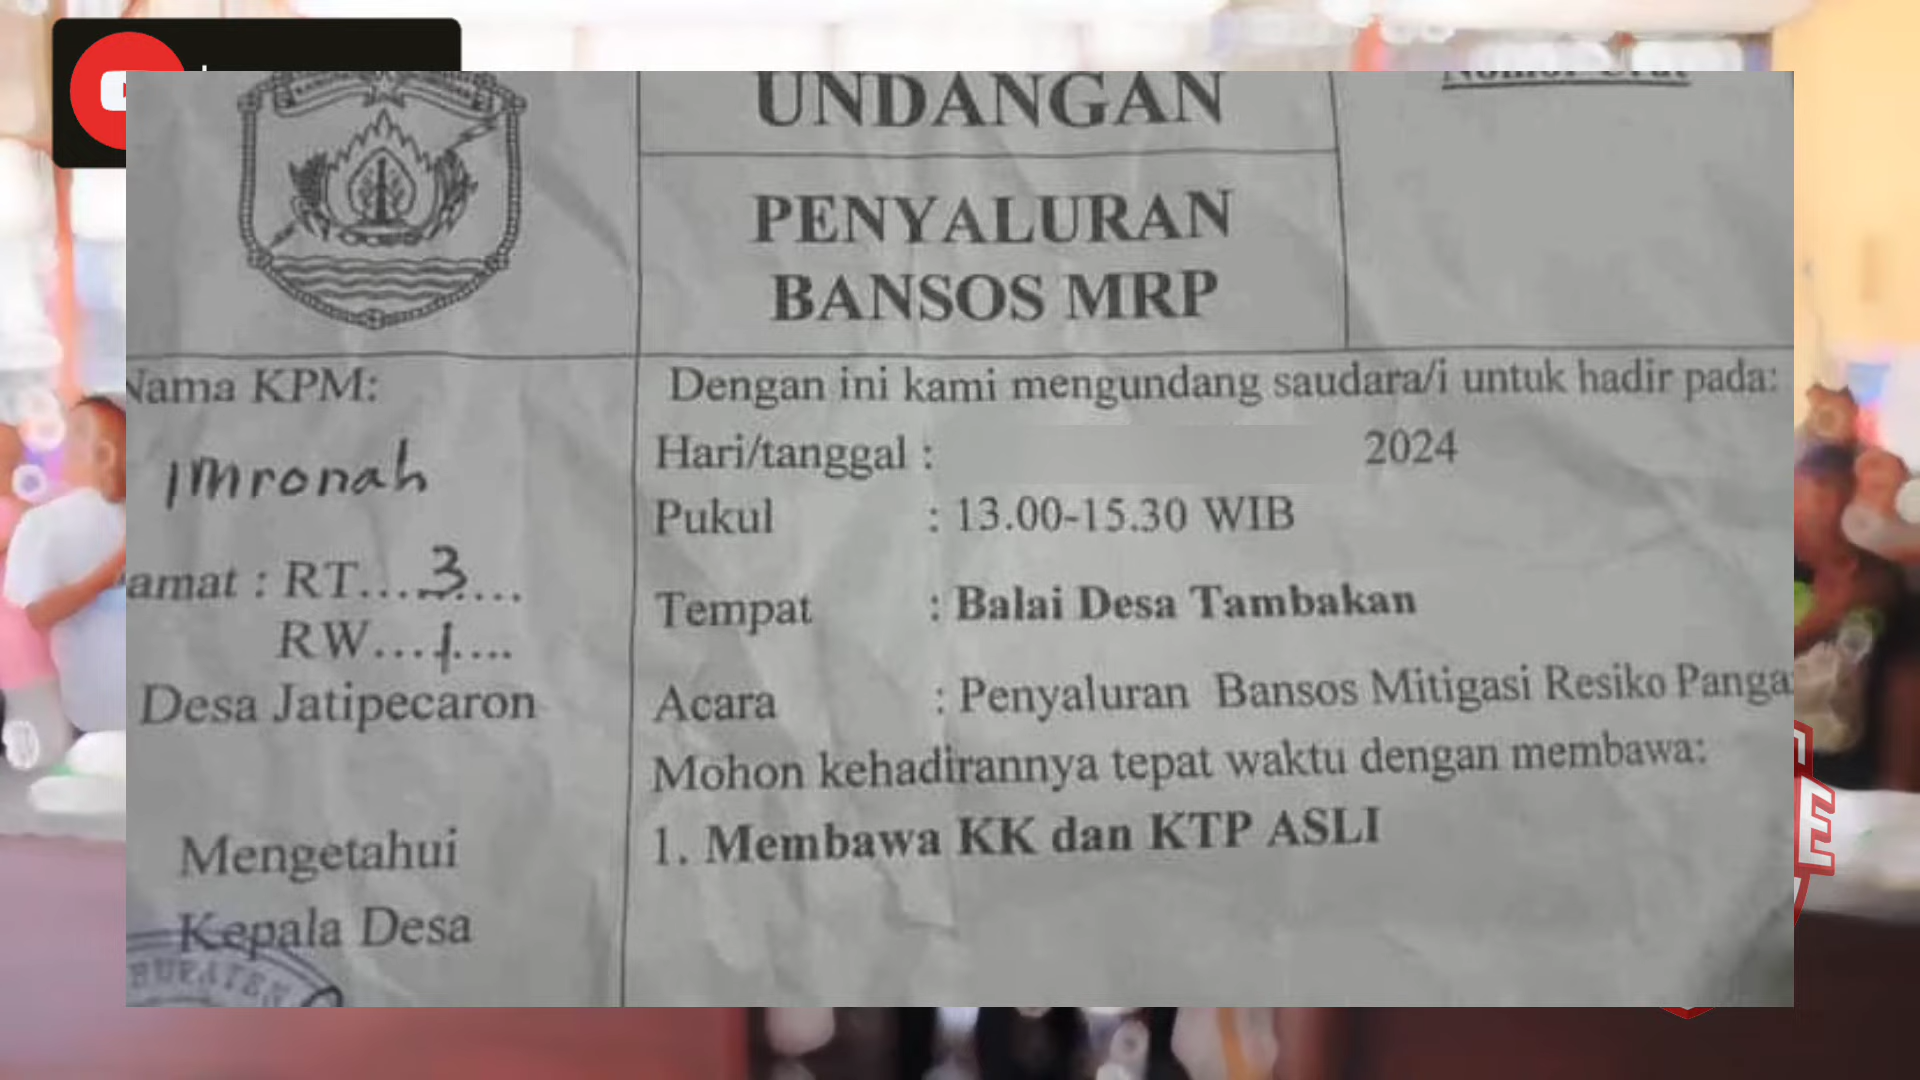 UNDANGAN
PENYALURAN
BANSOS MRP
Nama KPM:
Imronah
amat : RT....3....
RW....1....
Desa Jatipecaron
Mengetahui
Kepala Desa
Dengan ini kami mengundang saudara/i untuk hadir pada:
Hari/tanggal : 2024
Pukul : 13.00-15.30 WIB
Tempat : Balai Desa Tambakan
Acara : Penyaluran Bansos Mitigasi Resiko Panga
Mohon kehadirannya tepat waktu dengan membawa:
1. Membawa KK dan KTP ASLI